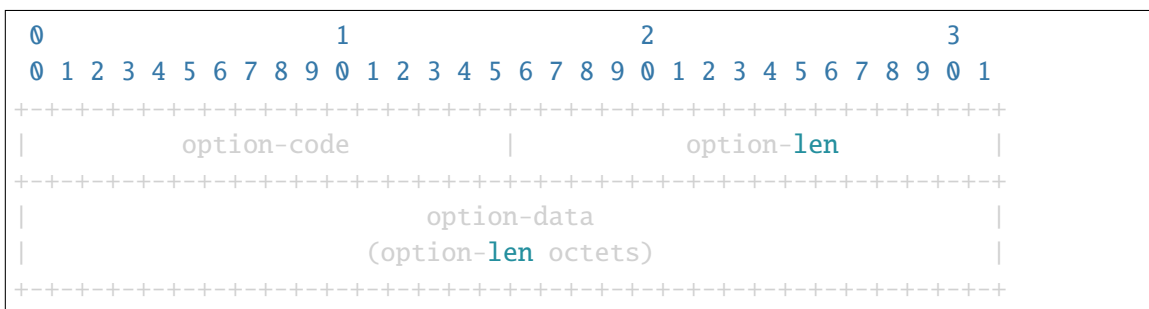 0                   1                   2                   3
0 1 2 3 4 5 6 7 8 9 0 1 2 3 4 5 6 7 8 9 0 1 2 3 4 5 6 7 8 9 0 1
+-+-+-+-+-+-+-+-+-+-+-+-+-+-+-+-+-+-+-+-+-+-+-+-+-+-+-+-+-+-+-+-+
|          option-code          |           option-len          |
+-+-+-+-+-+-+-+-+-+-+-+-+-+-+-+-+-+-+-+-+-+-+-+-+-+-+-+-+-+-+-+-+
|                          option-data                          |
|                      (option-len octets)                      |
+-+-+-+-+-+-+-+-+-+-+-+-+-+-+-+-+-+-+-+-+-+-+-+-+-+-+-+-+-+-+-+-+